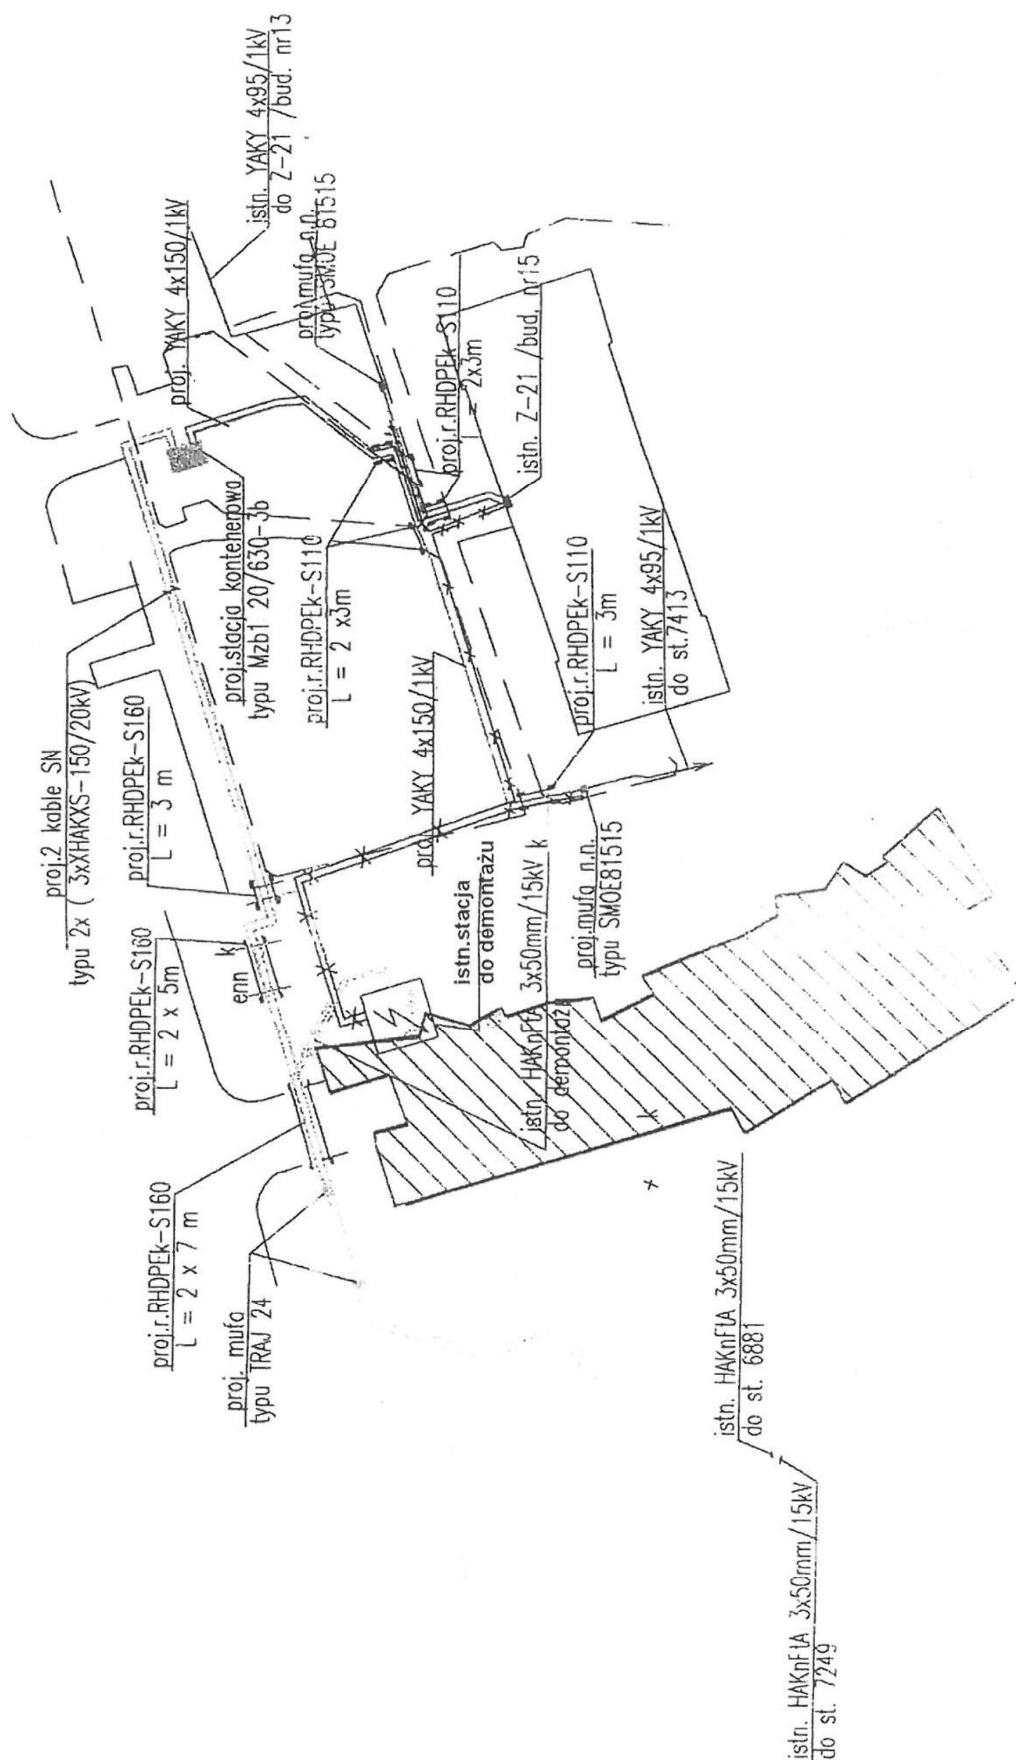 istn. YAKY 4x95/1kV
do Z-21 /bud. nr13
proj. YAKY 4x150/1kV
proj.mufa n.n.
typu SMOE 81515
proj.r.RHDPEk-S110
2x3m
istn. Z-21 /bud. nr15
proj.stacja kontenerowa
typu Mzb1 20/630-3b
proj.r.RHDPEk-S110
L = 2 x3m
proj.r.RHDPEk-S110
L = 3m
istn. YAKY 4x95/1kV
do st.7413
proj.2 kable SN
typu 2x ( 3xXHAKXS-150/20kV)
proj.r.RHDPEk-S160
L = 3 m
proj. YAKY 4x150/1kV
proj.r.RHDPEk-S160
L = 2 x 5m
k
enn
istn.stacja
do demontażu
istn. HAKnFtA 3x50mm/15kV
do demontażu
k
proj.mufa n.n.
typu SMOE81515
k
proj.r.RHDPEk-S160
L = 2 x 7 m
proj. mufa
typu TRAJ 24
istn. HAKnFtA 3x50mm/15kV
do st. 6881
istn. HAKnFtA 3x50mm/15kV
do st. 7249